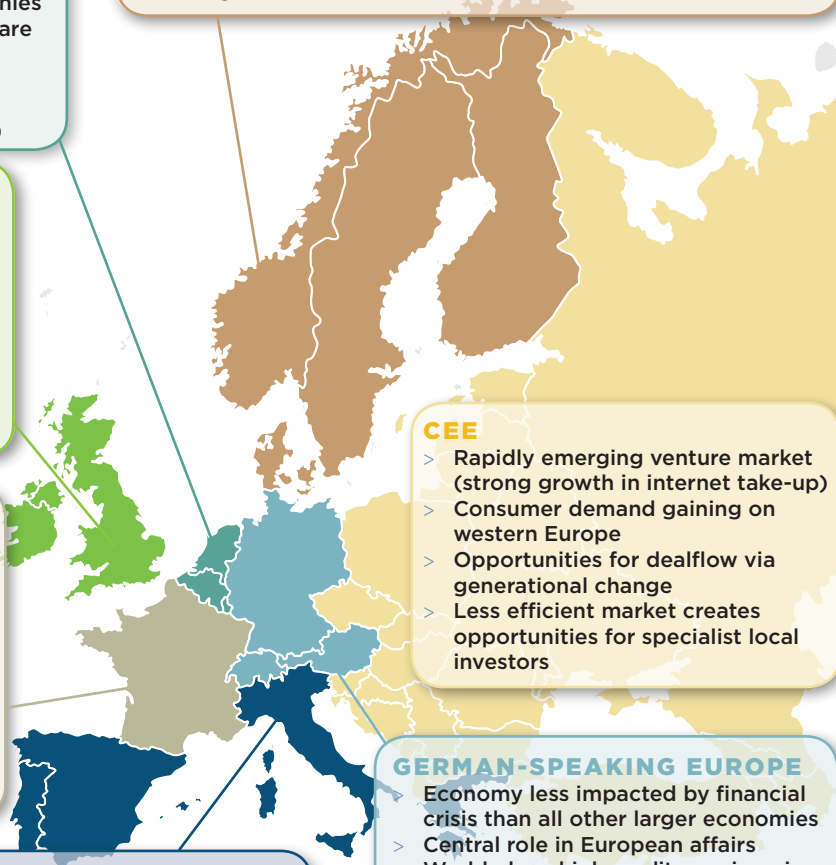 are
CEE
> Rapidly emerging venture market
(strong growth in internet take-up)
> Consumer demand gaining on
western Europe
> Opportunities for dealflow via
generational change
> Less efficient market creates
opportunities for specialist local
investors
GERMAN-SPEAKING EUROPE
> Economy less impacted by financial
crisis than all other larger economies
> Central role in European affairs